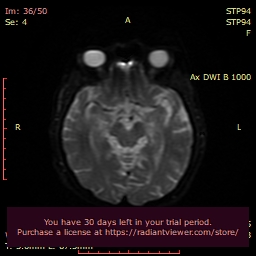 Im: 36/50
STP94
Se: 4
STP94
F
A
Ax DWI B 1000
R
L
You have 30 days left in your trial period.
Purchase a license at https://radiantviewer.com/store/